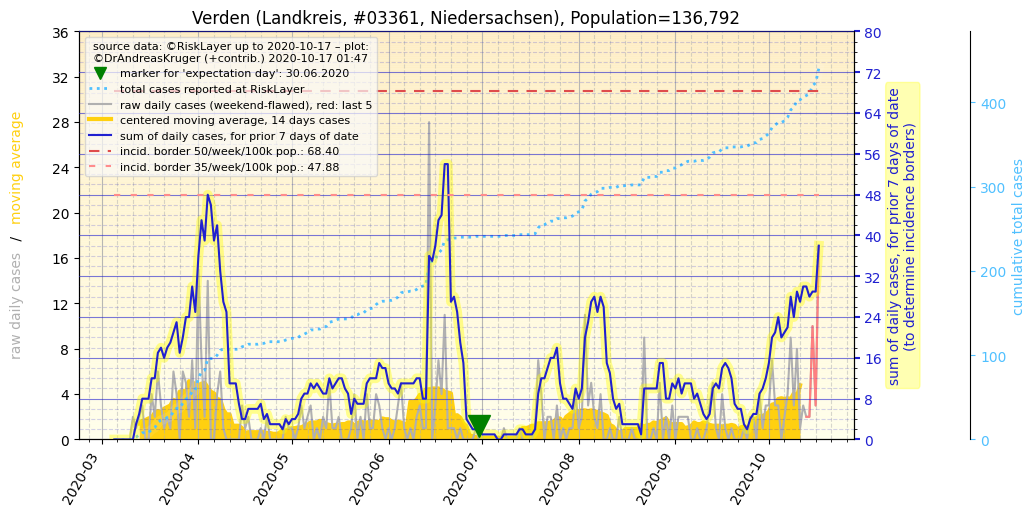 Verden (Landkreis, #03361, Niedersachsen), Population=136,792
source data: ©RiskLayer up to 2020-10-17 – plot:
©DrAndreasKruger (+contrib.) 2020-10-17 01:47
marker for 'expectation day': 30.06.2020
total cases reported at RiskLayer
raw daily cases (weekend-flawed), red: last 5
centered moving average, 14 days cases
sum of daily cases, for prior 7 days of date
incid. border 50/week/100k pop.: 68.40
incid. border 35/week/100k pop.: 47.88
raw daily cases / moving average
36
32
28
24
20
16
12
8
4
0
2020-03
2020-04
2020-05
2020-06
2020-07
2020-08
2020-09
2020-10
80
72
64
56
48
40
32
24
16
8
0
sum of daily cases, for prior 7 days of date
(to determine incidence borders)
400
300
200
100
0
cumulative total cases